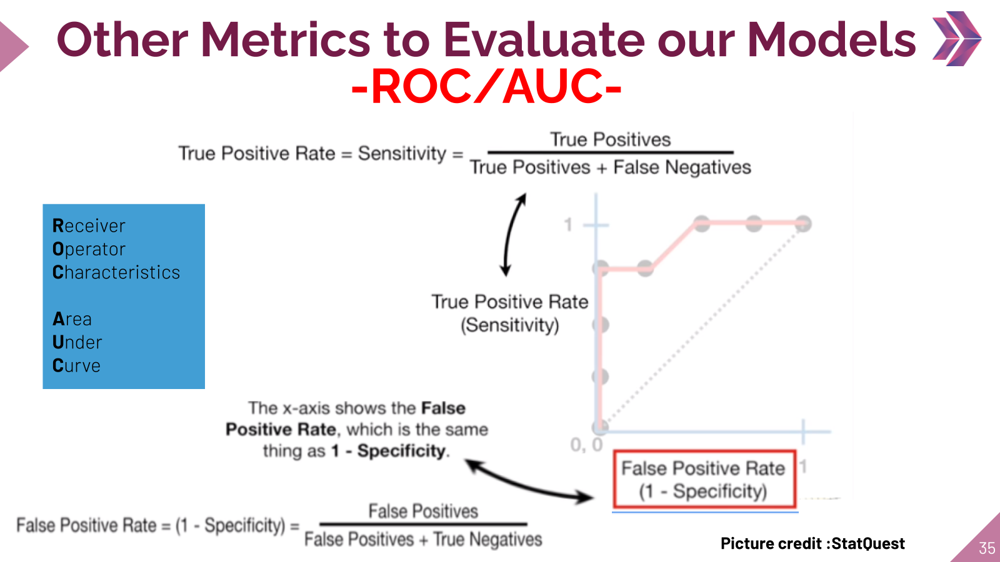 Other Metrics to Evaluate our Models
-ROC/AUC-
True Positive Rate = Sensitivity =
True Positives
True Positives + False Negatives
Receiver
Operator
Characteristics
Area
Under
Curve
1
True Positive Rate
(Sensitivity)
The x-axis shows the False
Positive Rate, which is the same
thing as 1 - Specificity.
0, 0
False Positive Rate
(1 - Specificity)
1
False Positive Rate = (1 - Specificity) =
False Positives
False Positives + True Negatives
Picture credit :StatQuest
35